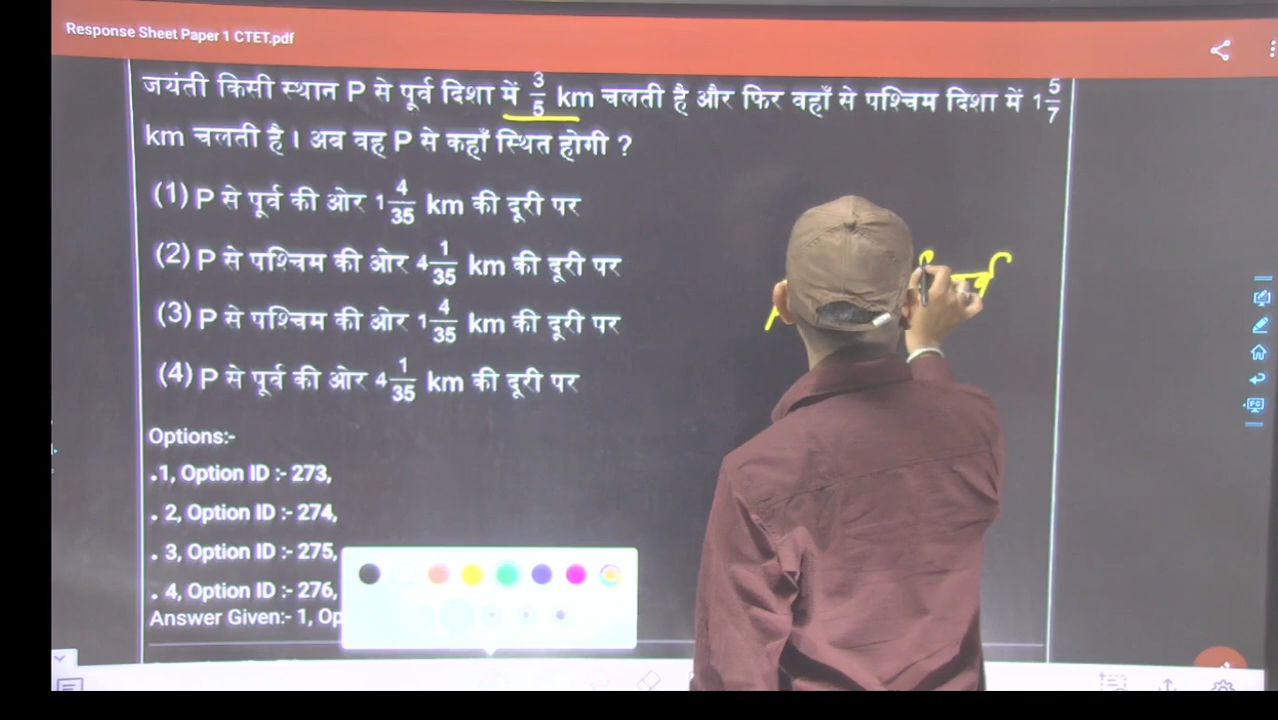 Response Sheet Paper 1 CTET.pdf
जयंती किसी स्थान P से पूर्व दिशा में 3/5 km चलती है और फिर वहाँ से पश्चिम दिशा में 1 5/7
km चलती है। अब वह P से कहाँ स्थित होगी ?
(1) P से पूर्व की ओर 1 4/35 km की दूरी पर
(2) P से पश्चिम की ओर 4 1/35 km की दूरी पर
(3) P से पश्चिम की ओर 1 4/35 km की दूरी पर
(4) P से पूर्व की ओर 4 1/35 km की दूरी पर
Options:-
.1, Option ID :- 273,
. 2, Option ID :- 274,
. 3, Option ID :- 275,
. 4, Option ID :- 276,
Answer Given:- 1,